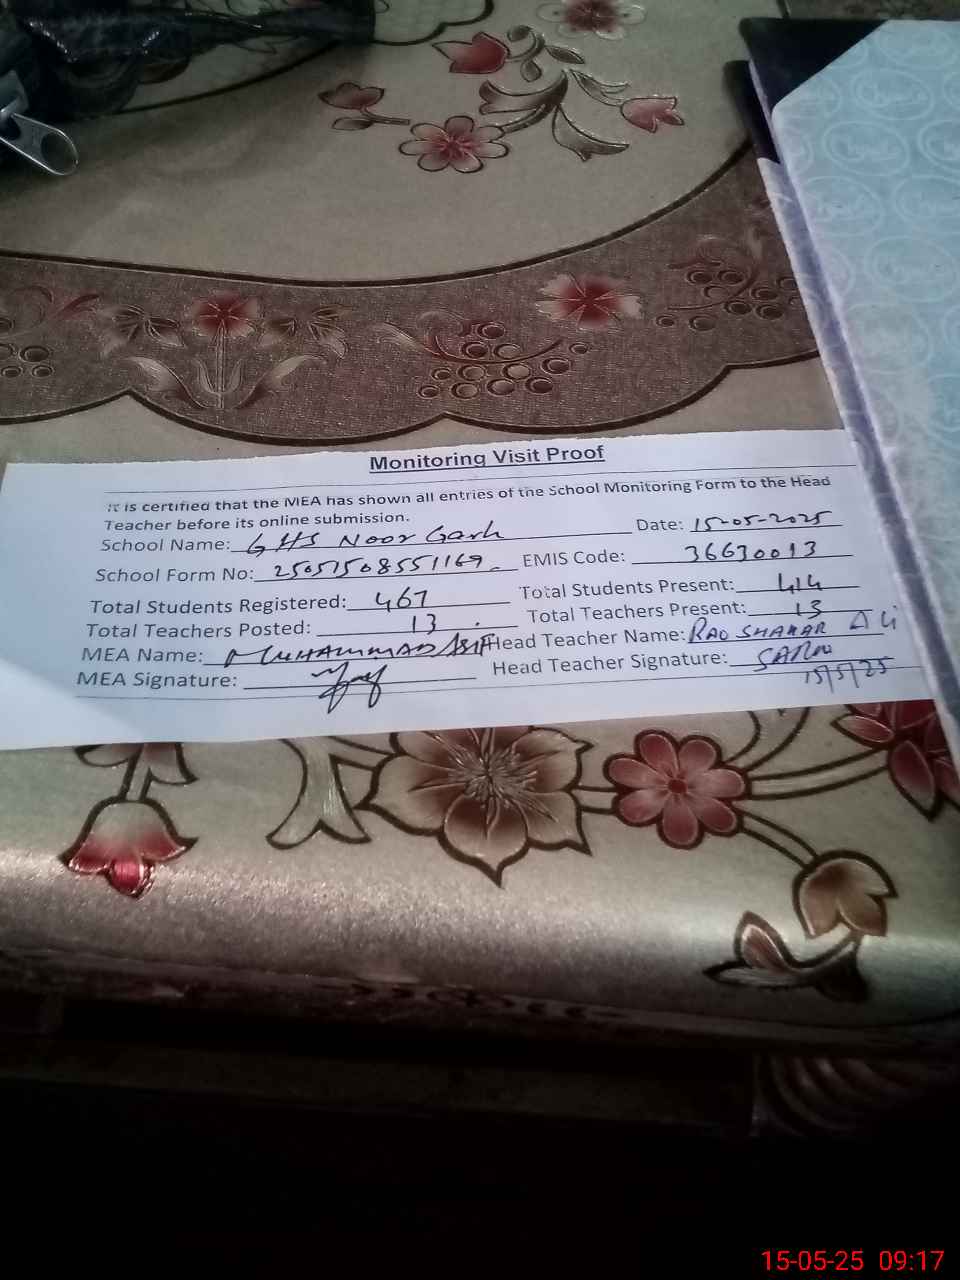 Monitoring Visit Proof
It is certified that the MEA has shown all entries of the School Monitoring Form to the Head
Teacher before its online submission.
School Name: GHS Noor Garh Date: 15-05-2025
School Form No: 25051508551169. EMIS Code: 36630013
Total Students Registered: 467 Total Students Present: 414
Total Teachers Posted: 13 . Total Teachers Present: 13
MEA Name: MUHAMMAD ASIF Head Teacher Name: RAO SHAKAR ALI
MEA Signature: Head Teacher Signature:
15/5/25
15-05-25 09:17